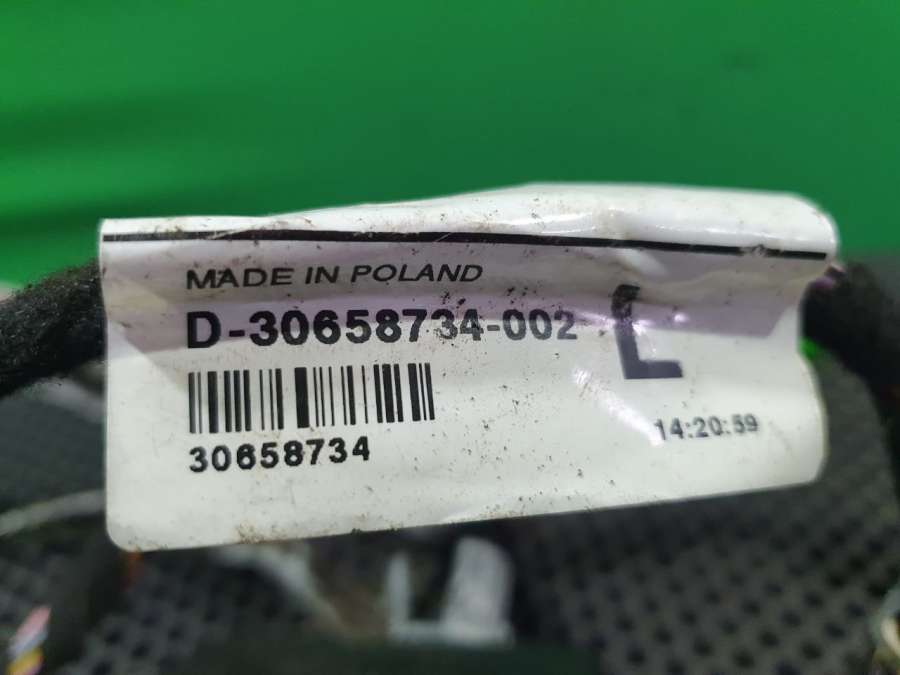 MADE IN POLAND
D-30658734-002
L
30658734
14:20:59